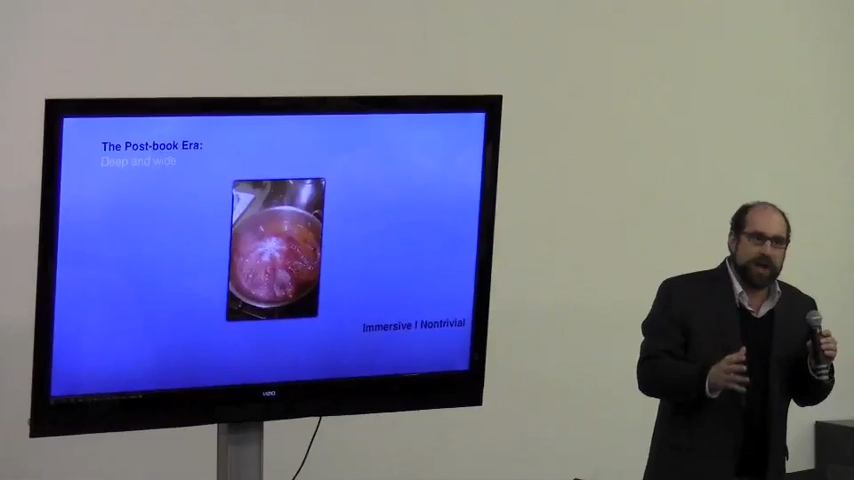 The Post-book Era:
Deep and wide
Immersive | Nontrivial
VIZIO